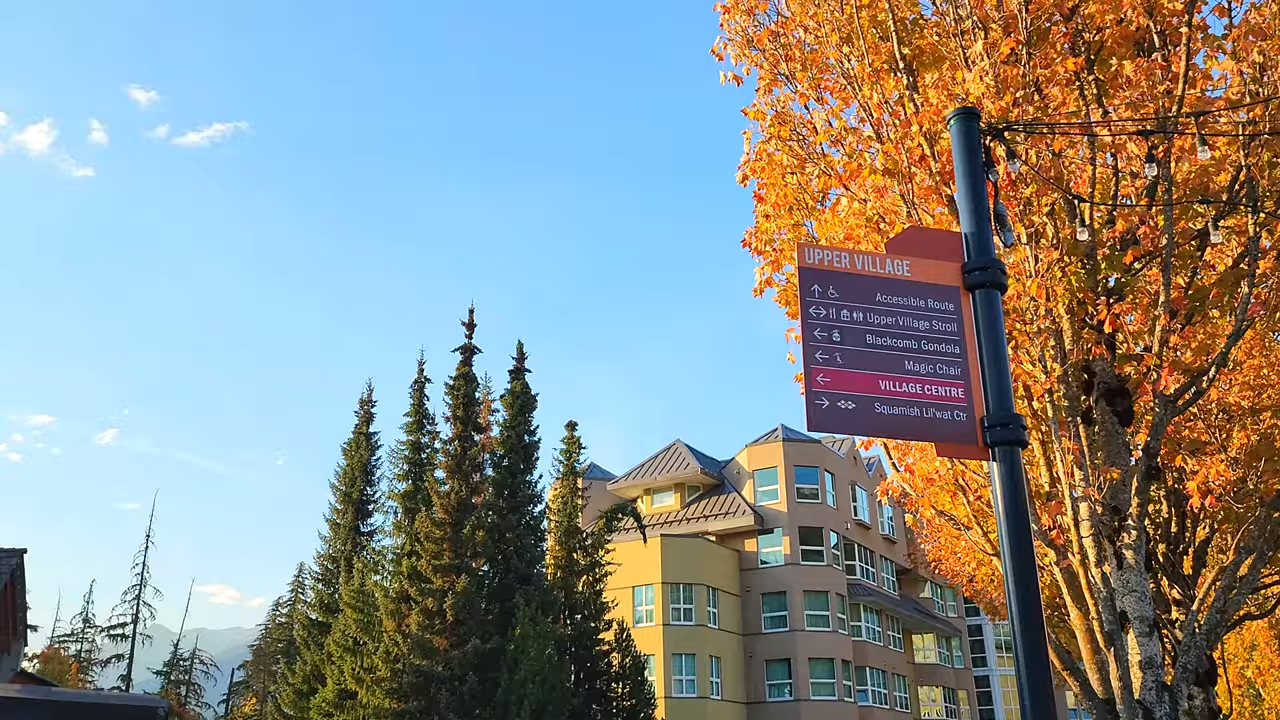 UPPER VILLAGE
Accessible Route
Upper Village Stroll
Blackcomb Gondola
Magic Chair
VILLAGE CENTRE
Squamish Lil'wat Ctr